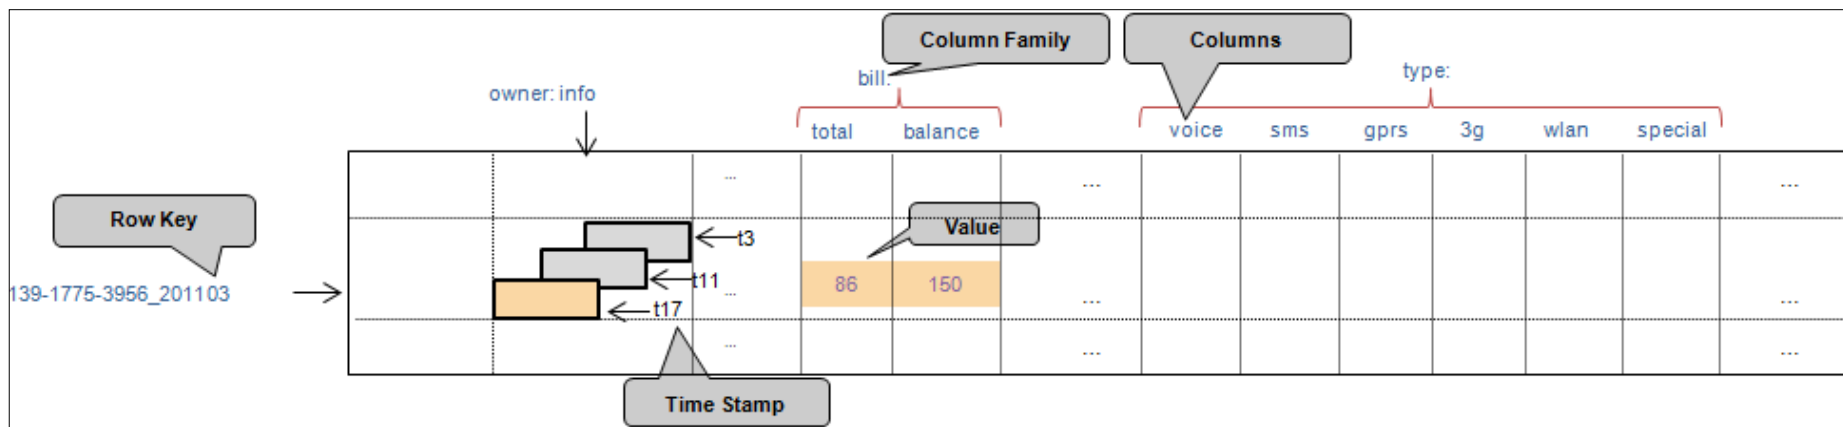 Column Family
Columns
bill:
type:
owner: info
total balance
voice sms gprs 3g wlan special
... ... ...
Row Key
Value
t3
t11
86 150
139-1775-3956_201103
... ... ...
t17
... ... ...
Time Stamp